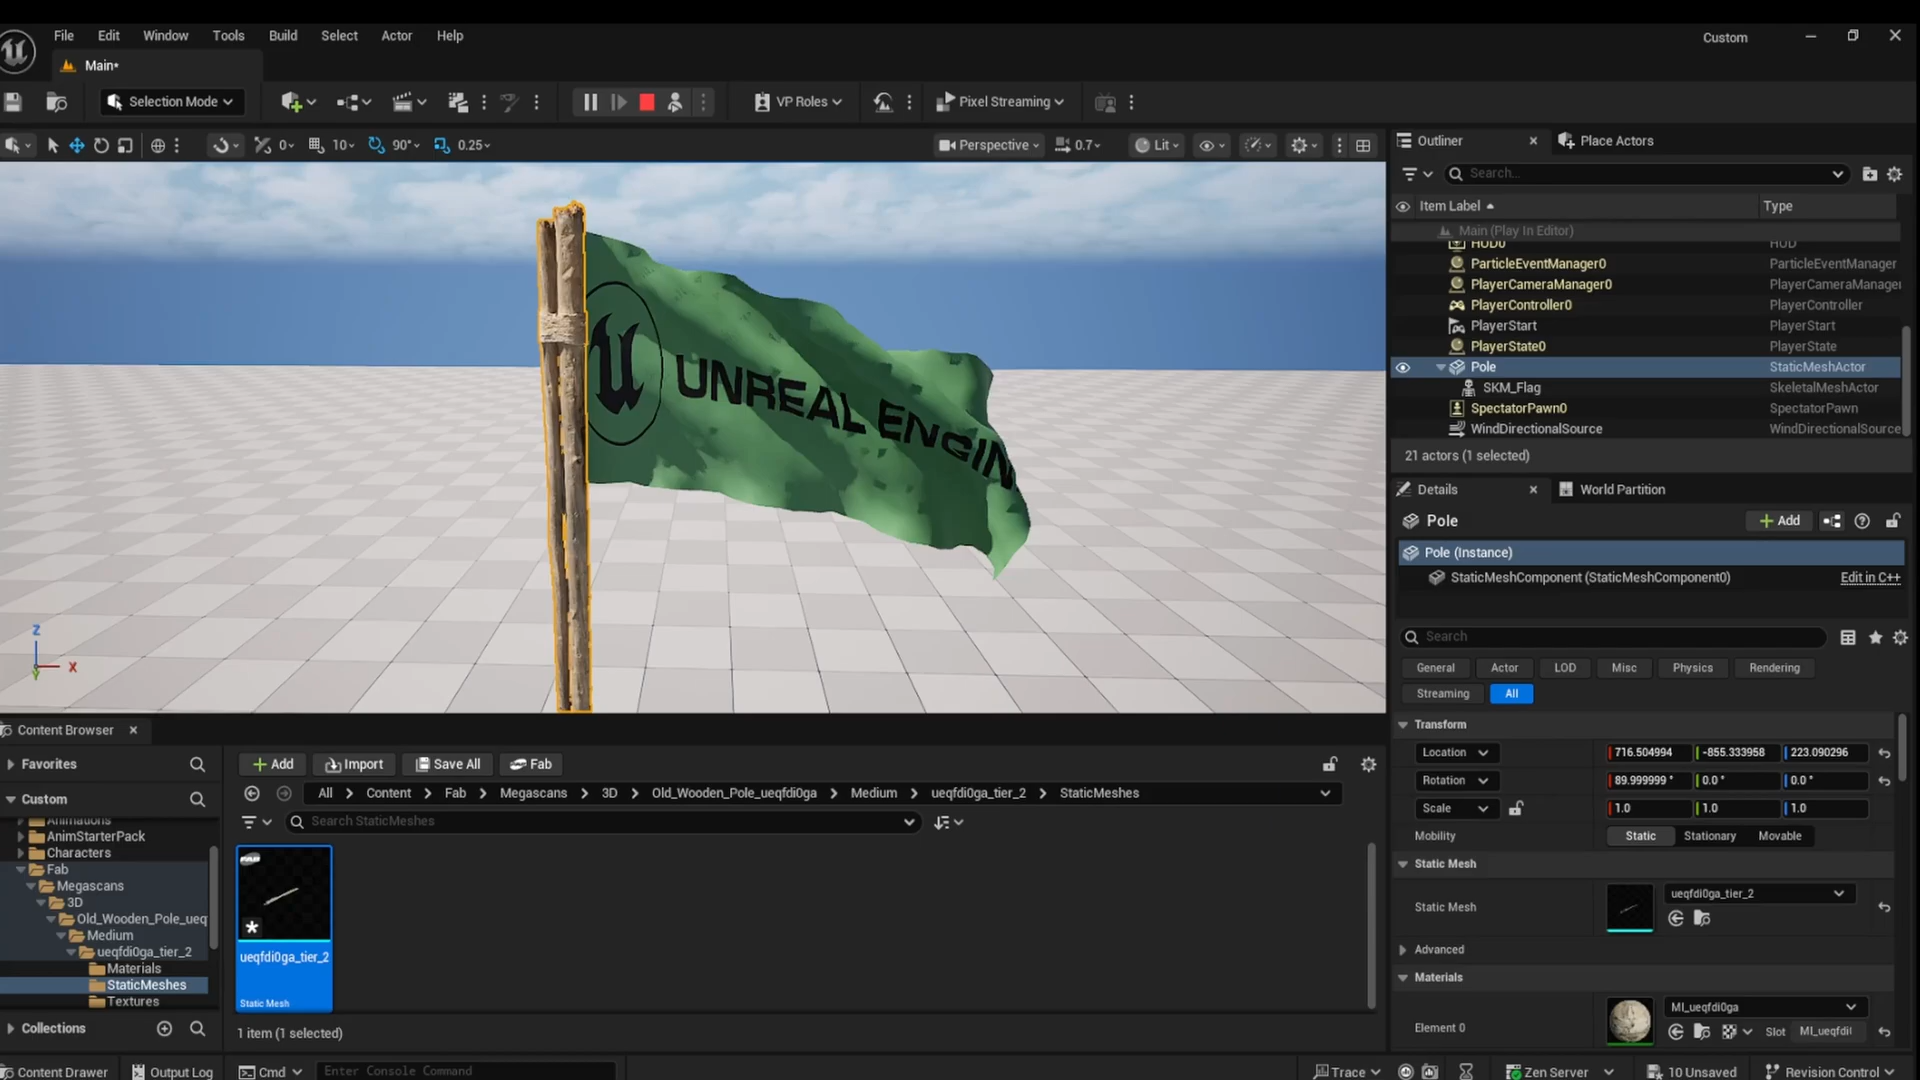 File Edit Window Tools Build Select Actor Help
Custom
Main*
Selection Mode
VP Roles
Pixel Streaming
0 10 90° 0.25
Perspective 0.7 Lit
UNREAL ENGIN
Z
X
Y
Outliner
Place Actors
Search...
Item Label Type
Main (Play In Editor)
HUD0 HUD
ParticleEventManager0 ParticleEventManager
PlayerCameraManager0 PlayerCameraManager
PlayerController0 PlayerController
PlayerStart PlayerStart
PlayerState0 PlayerState
Pole StaticMeshActor
SKM_Flag SkeletalMeshActor
SpectatorPawn0 SpectatorPawn
WindDirectionalSource WindDirectionalSource
21 actors (1 selected)
Details
World Partition
Pole
Add
Pole (Instance)
StaticMeshComponent (StaticMeshComponent0) Edit in C++
Search
General Actor LOD Misc Physics Rendering
Streaming All
Transform
Location 716.504994 -855.333958 223.090296
Rotation 89.999999 ° 0.0 ° 0.0 °
Scale 1.0 1.0 1.0
Mobility Static Stationary Movable
Static Mesh
Static Mesh ueqfdi0ga_tier_2
Advanced
Materials
Element 0 MI_ueqfdi0ga
Slot MI_ueqfdi
Content Browser
Favorites
Custom
Animations
AnimStarterPack
Characters
Fab
Megascans
3D
Old_Wooden_Pole_ueq
Medium
ueqfdi0ga_tier_2
Materials
StaticMeshes
Textures
Collections
Add Import Save All Fab
All Content Fab Megascans 3D Old_Wooden_Pole_ueqfdi0ga Medium ueqfdi0ga_tier_2 StaticMeshes
Search StaticMeshes
FAB
ueqfdi0ga_tier_2
Static Mesh
1 item (1 selected)
Content Drawer Output Log Cmd Enter Console Command
Trace Zen Server 10 Unsaved Revision Control